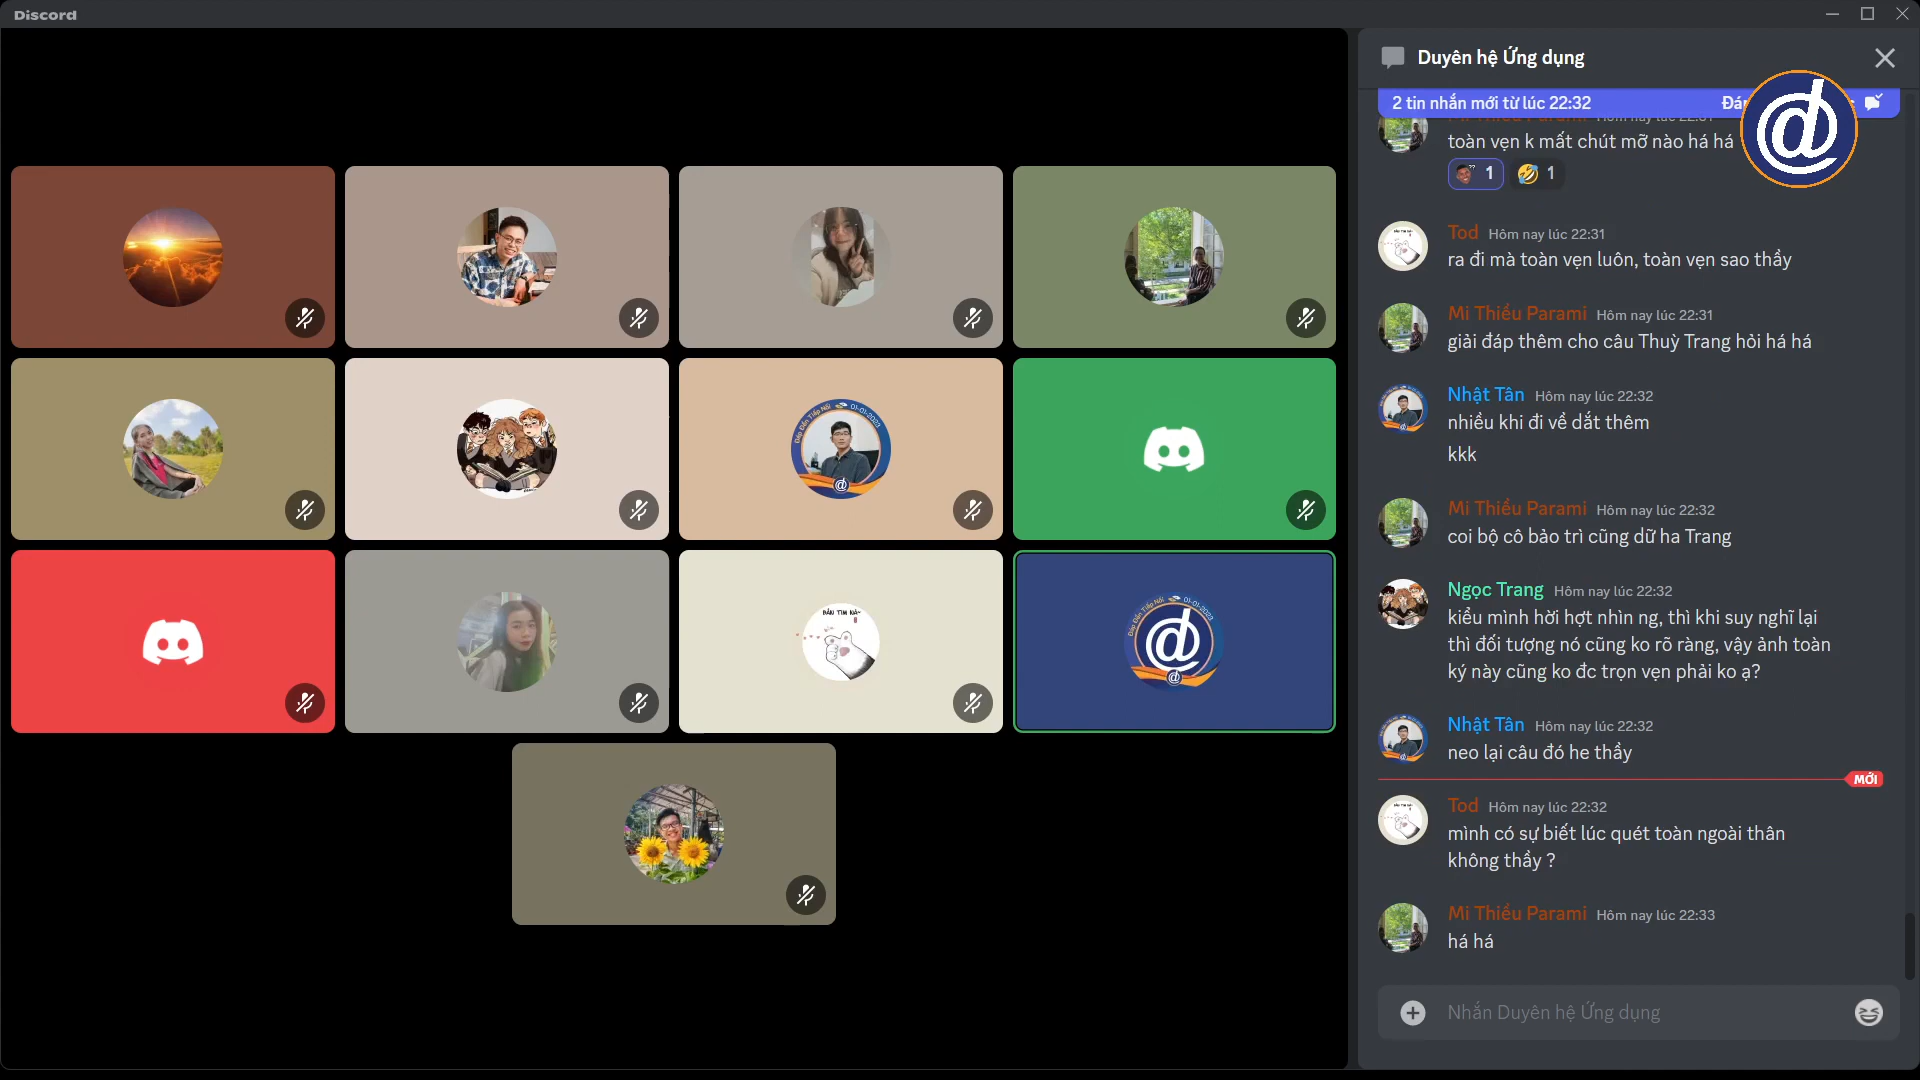 Discord
Duyên hệ Ứng dụng
2 tin nhắn mới từ lúc 22:32
toàn vẹn k mất chút mỡ nào há há
1
1
Tod Hôm nay lúc 22:31
ra đi mà toàn vẹn luôn, toàn vẹn sao thầy
Mi Thiểu Parami Hôm nay lúc 22:31
giải đáp thêm cho câu Thuỳ Trang hỏi há há
Nhật Tân Hôm nay lúc 22:32
nhiều khi đi về dắt thêm
kkk
Mi Thiểu Parami Hôm nay lúc 22:32
coi bộ cô bảo trì cũng dữ ha Trang
Ngọc Trang Hôm nay lúc 22:32
kiểu mình hời hợt nhìn ng, thì khi suy nghĩ lại
thì đối tượng nó cũng ko rõ ràng, vậy ảnh toàn
ký này cũng ko đc trọn vẹn phải ko ạ?
Nhật Tân Hôm nay lúc 22:32
neo lại câu đó he thầy
MỚI
Tod Hôm nay lúc 22:32
mình có sự biết lúc quét toàn ngoài thân
không thầy ?
Mi Thiểu Parami Hôm nay lúc 22:33
há há
Nhắn Duyên hệ Ứng dụng